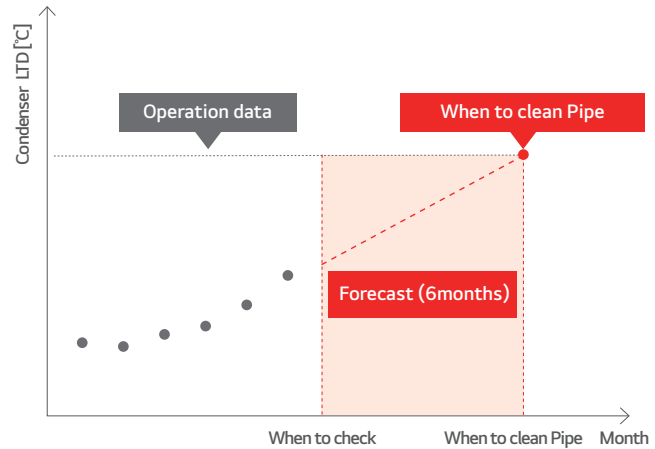 Condenser LTD [℃]
Operation data
When to clean Pipe
Forecast (6months)
When to check
When to clean Pipe
Month